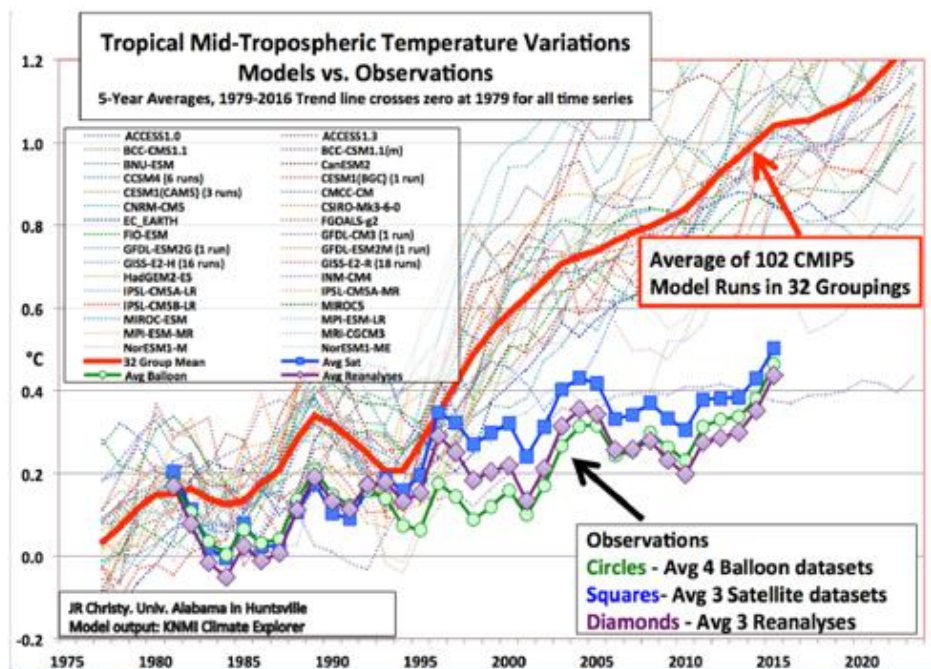 Tropical Mid-Tropospheric Temperature Variations
Models vs. Observations
5-Year Averages, 1979-2016 Trend line crosses zero at 1979 for all time series
1.2
1.0
0.8
0.6
°C
0.4
0.2
0.0
-0.2
ACCESS1.0 ACCESS1.3
BCC-CMS1.1 BCC-CSM1.1(m)
BNU-ESM CanESM2
CCSM4 (6 runs) CESM1(BGC) (1 run)
CESM1(CAM5) (3 runs) CMCC-CM
CNRM-CM5 CSIRO-Mk3-6-0
EC_EARTH FGOALS-g2
FIO-ESM GFDL-CM3 (1 run)
GFDL-ESM2G (1 run) GFDL-ESM2M (1 run)
GISS-E2-H (16 runs) GISS-E2-R (18 runs)
HadGEM2-ES INM-CM4
IPSL-CM5A-LR IPSL-CM5A-MR
IPSL-CM5B-LR MIROC5
MIROC-ESM MPI-ESM-LR
MPI-ESM-MR MRI-CGCM3
NorESM1-M NorESM1-ME
32 Group Mean Avg Sat
Avg Balloon Avg Reanalyses
Average of 102 CMIP5
Model Runs in 32 Groupings
Observations
Circles - Avg 4 Balloon datasets
Squares- Avg 3 Satellite datasets
Diamonds - Avg 3 Reanalyses
JR Christy. Univ. Alabama in Huntsville
Model output: KNMI Climate Explorer
1975 1980 1985 1990 1995 2000 2005 2010 2015 2020